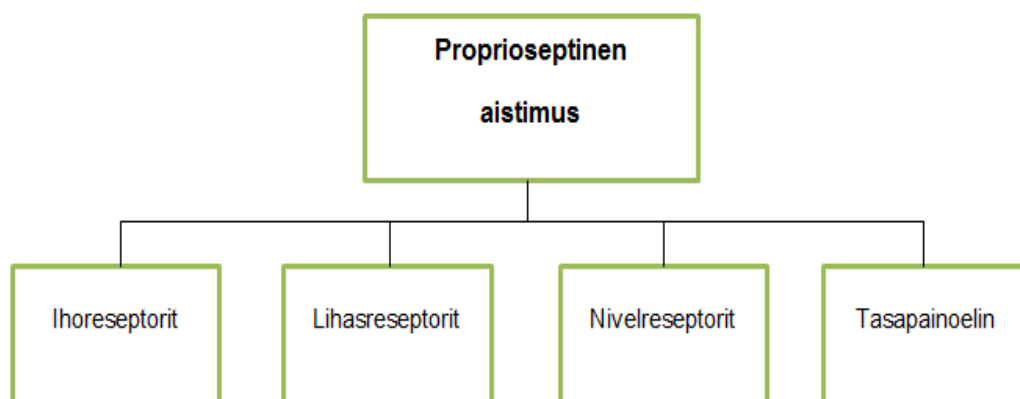 Proprioseptinen
aistimus
Ihoreseptorit
Lihasreseptorit
Nivelreseptorit
Tasapainoelin